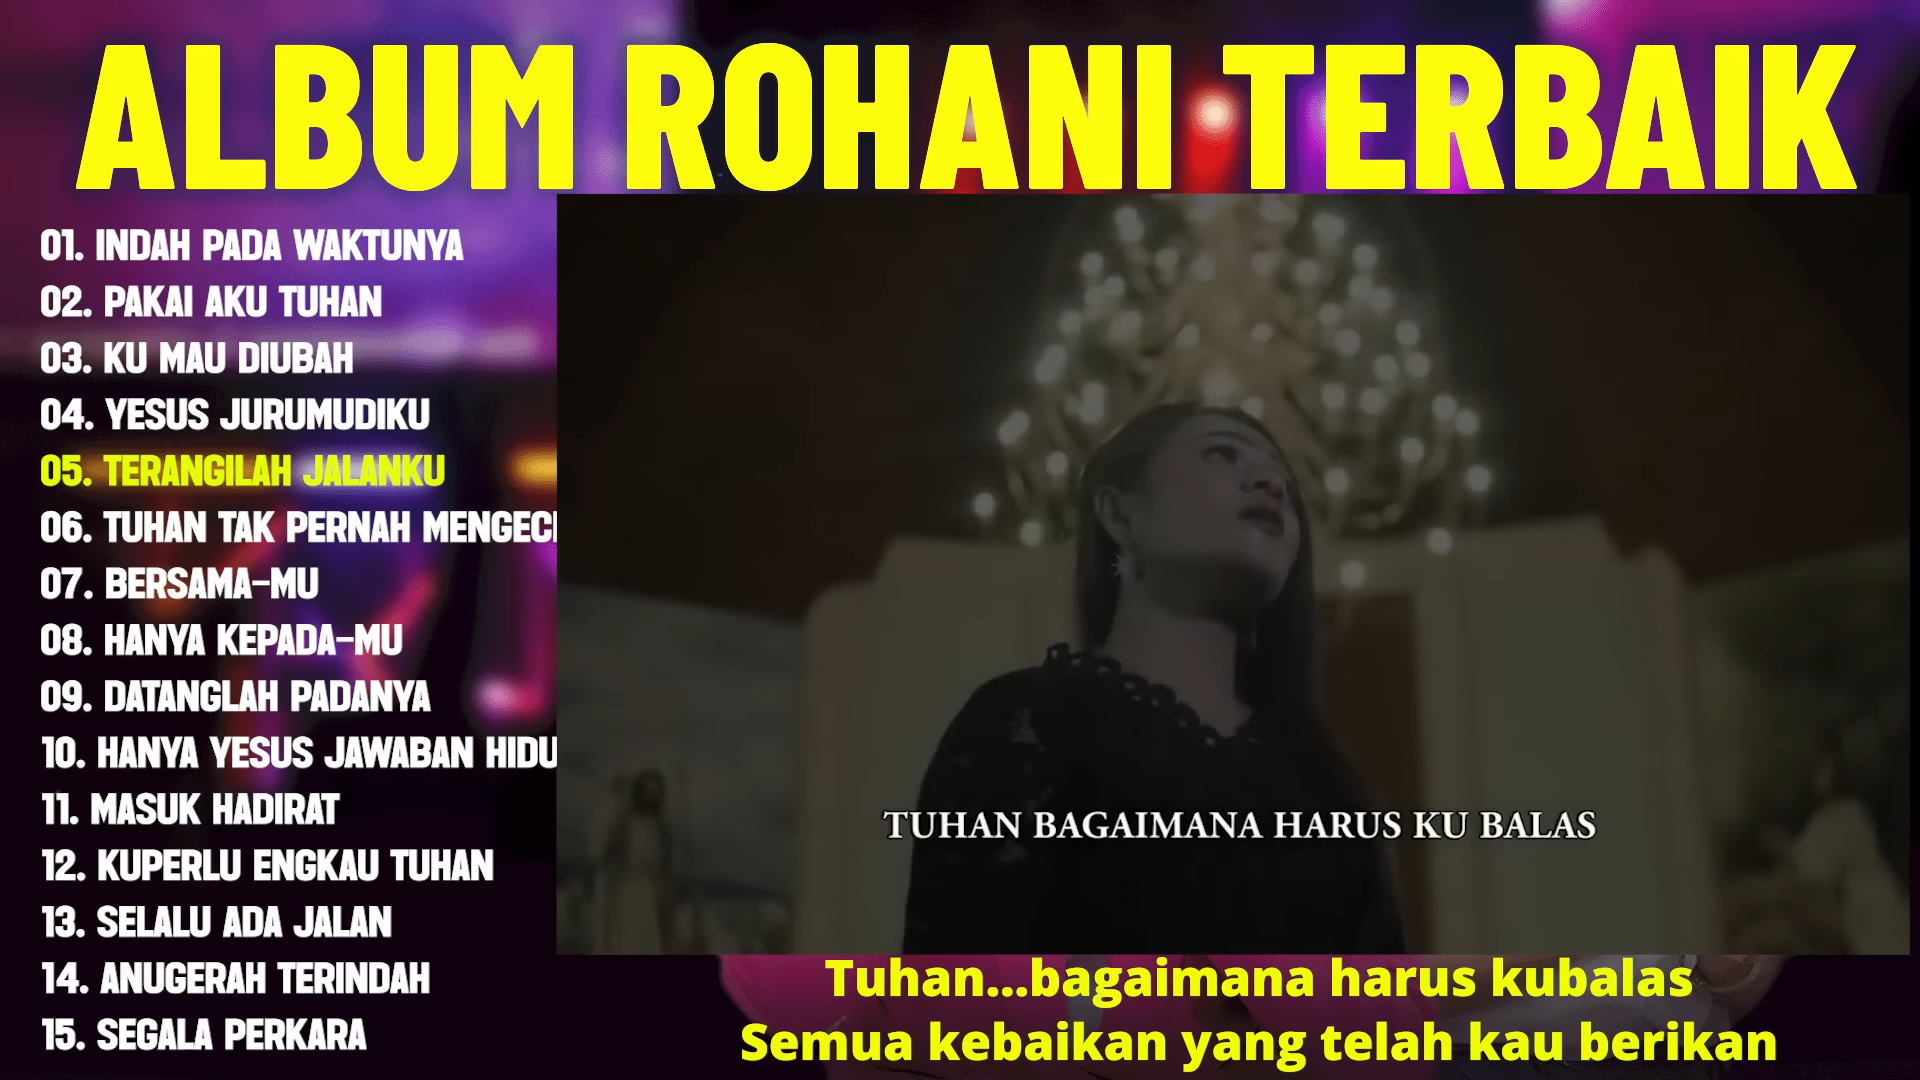 ALBUM ROHANI TERBAIK
01. INDAH PADA WAKTUNYA
02. PAKAI AKU TUHAN
03. KU MAU DIUBAH
04. YESUS JURUMUDIKU
05. TERANGILAH JALANKU
06. TUHAN TAK PERNAH
07. BERSAMA-MU
08. HANYA KEPADA-MU
09. DATANGLAH PADANYA
10. HANYA YESUS JAWABAN
11. MASUK HADIRAT
12. KUPERLU ENGKAU TUHAN
13. SELALU ADA JALAN
14. ANUGERAH TERINDAH
15. SEGALA PERKARA
TUHAN BAGAIMANA HARUS KU BALAS
Tuhan...bagaimana harus kubalas
Semua kebaikan yang telah kau berikan